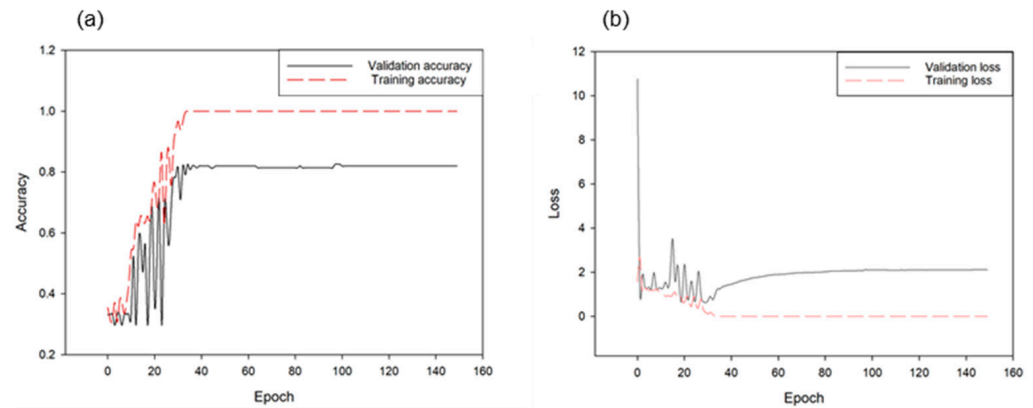 (a)
1.2
1.0
0.8
0.6
0.4
0.2
Accuracy
Validation accuracy
Training accuracy
0 20 40 60 80 100 120 140 160
Epoch
(b)
12
10
8
6
4
2
0
Loss
Validation loss
Training loss
0 20 40 60 80 100 120 140 160
Epoch